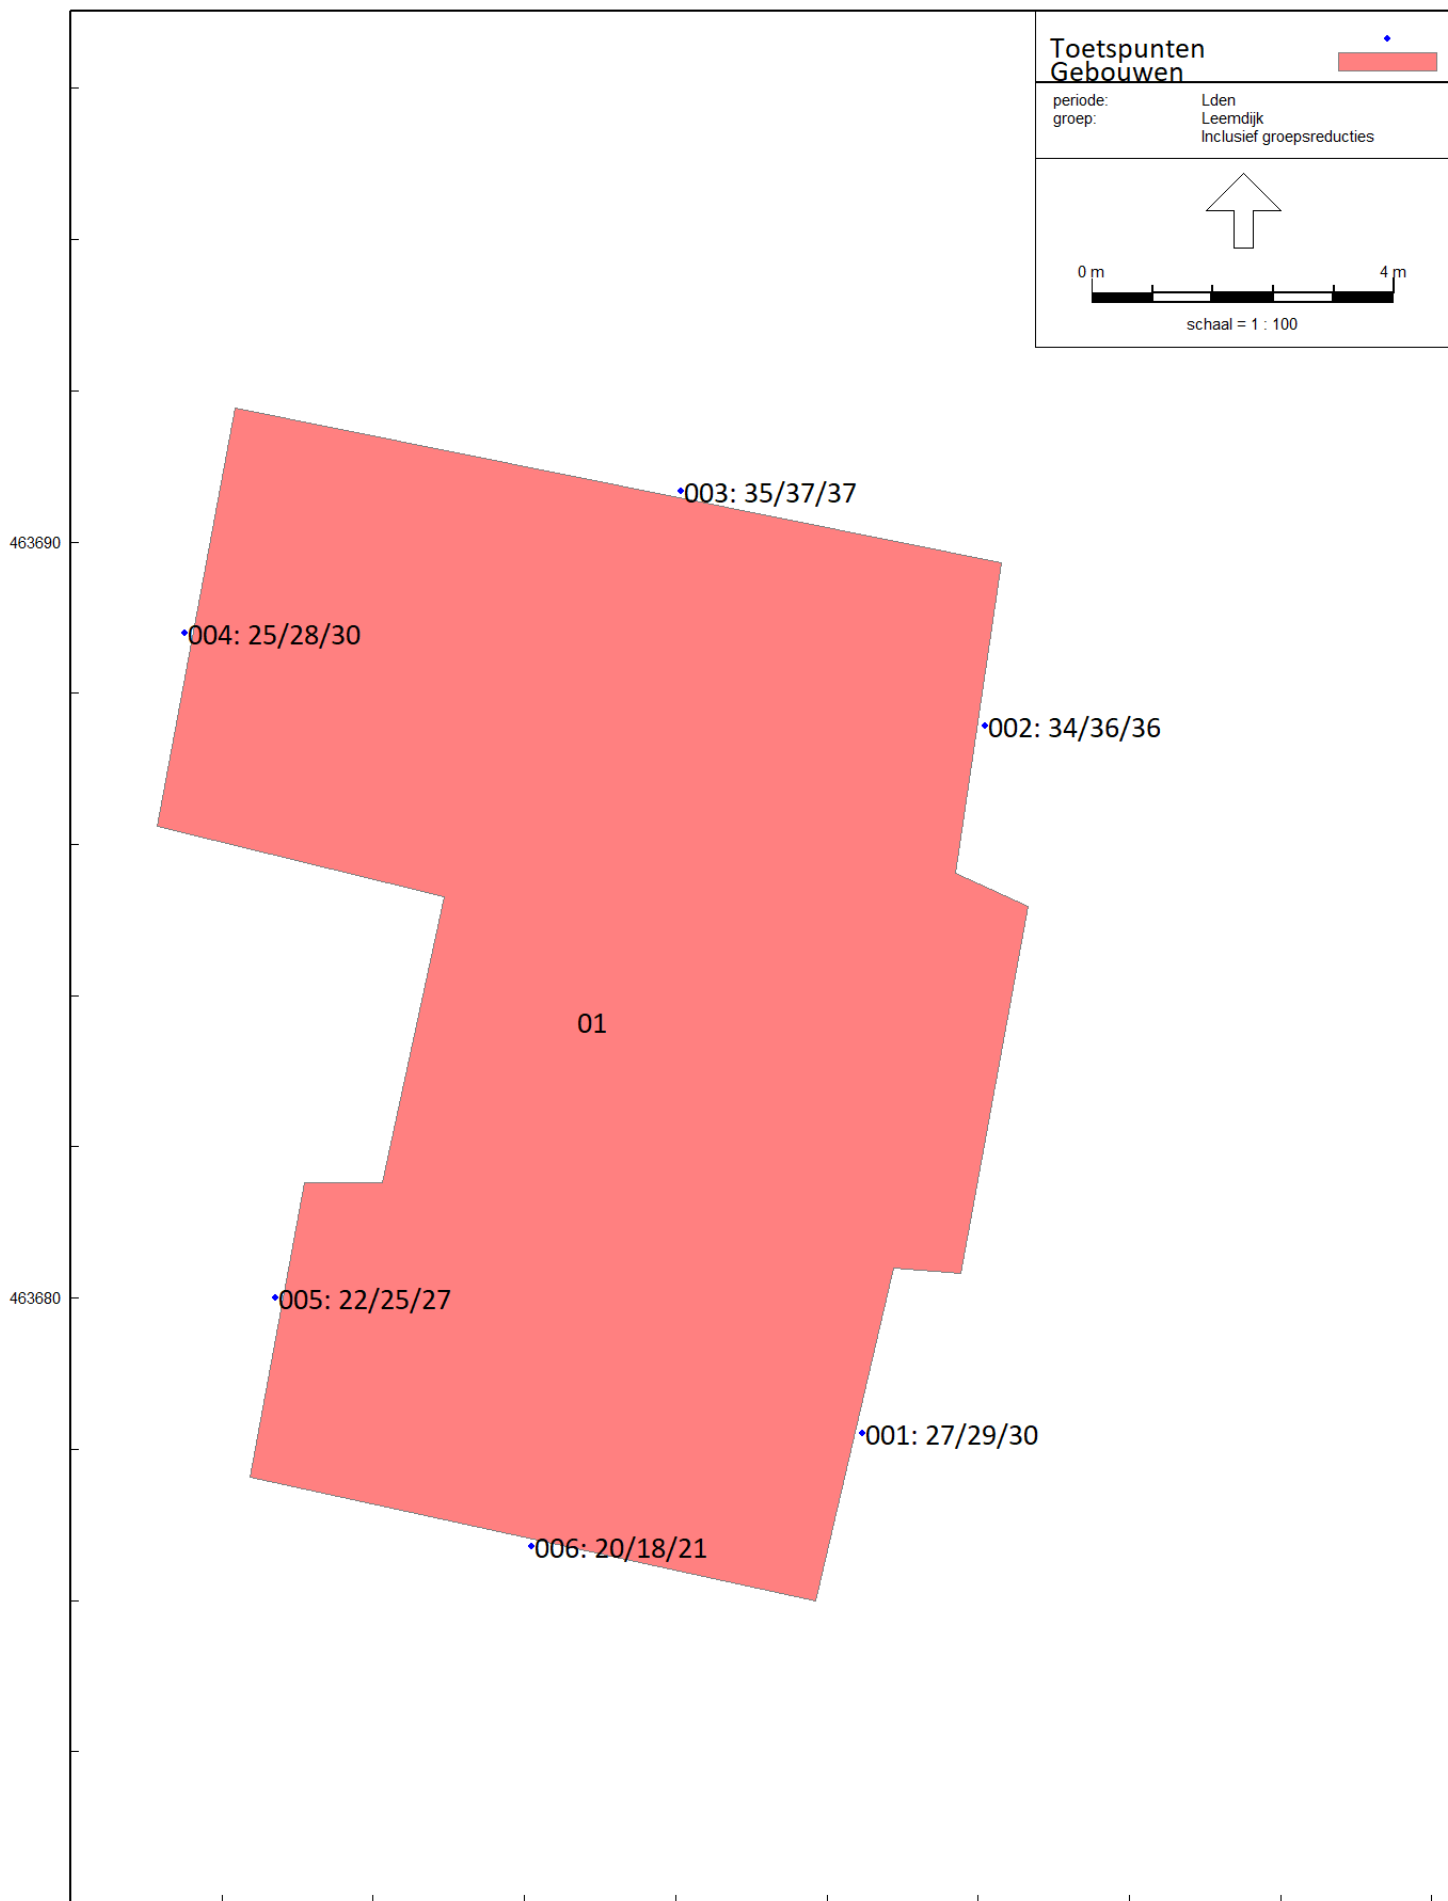 Toetspunten
Gebouwen
periode: Lden
groep: Leemdijk
Inclusief groepsreducties
0 m 4 m
schaal = 1 : 100
003: 35/37/37
463690
004: 25/28/30
002: 34/36/36
01
463680
005: 22/25/27
001: 27/29/30
006: 20/18/21